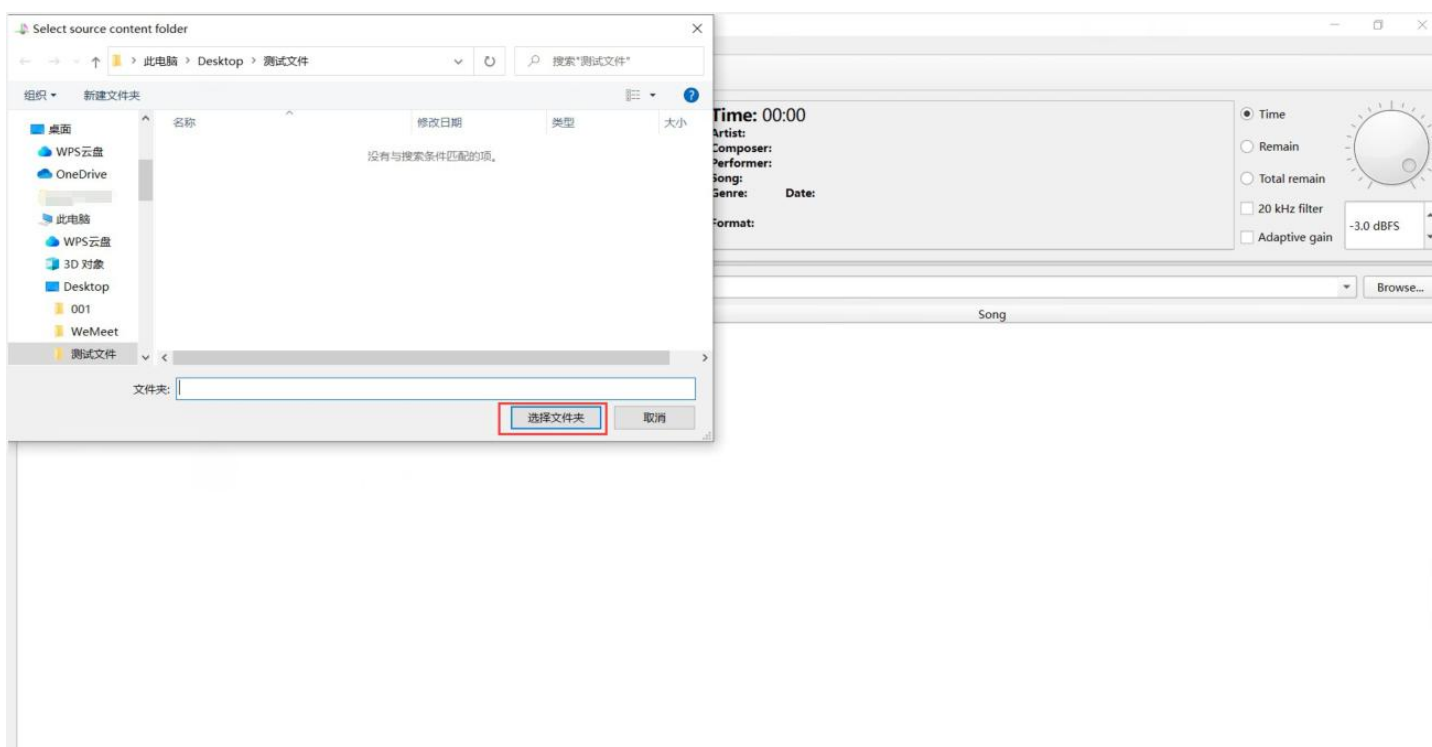 Select source content folder
此电脑 > Desktop > 测试文件
搜索"测试文件"
组织 新建文件夹
名称 修改日期 类型 大小
没有与搜索条件匹配的项。
桌面
WPS云盘
OneDrive
此电脑
WPS云盘
3D 对象
Desktop
001
WeMeet
测试文件
文件夹:
选择文件夹 取消
Time: 00:00
Artist:
Composer:
Performer:
Song:
Genre: Date:
Format:
Time
Remain
Total remain
20 kHz filter
Adaptive gain
-3.0 dBFS
Browse...
Song